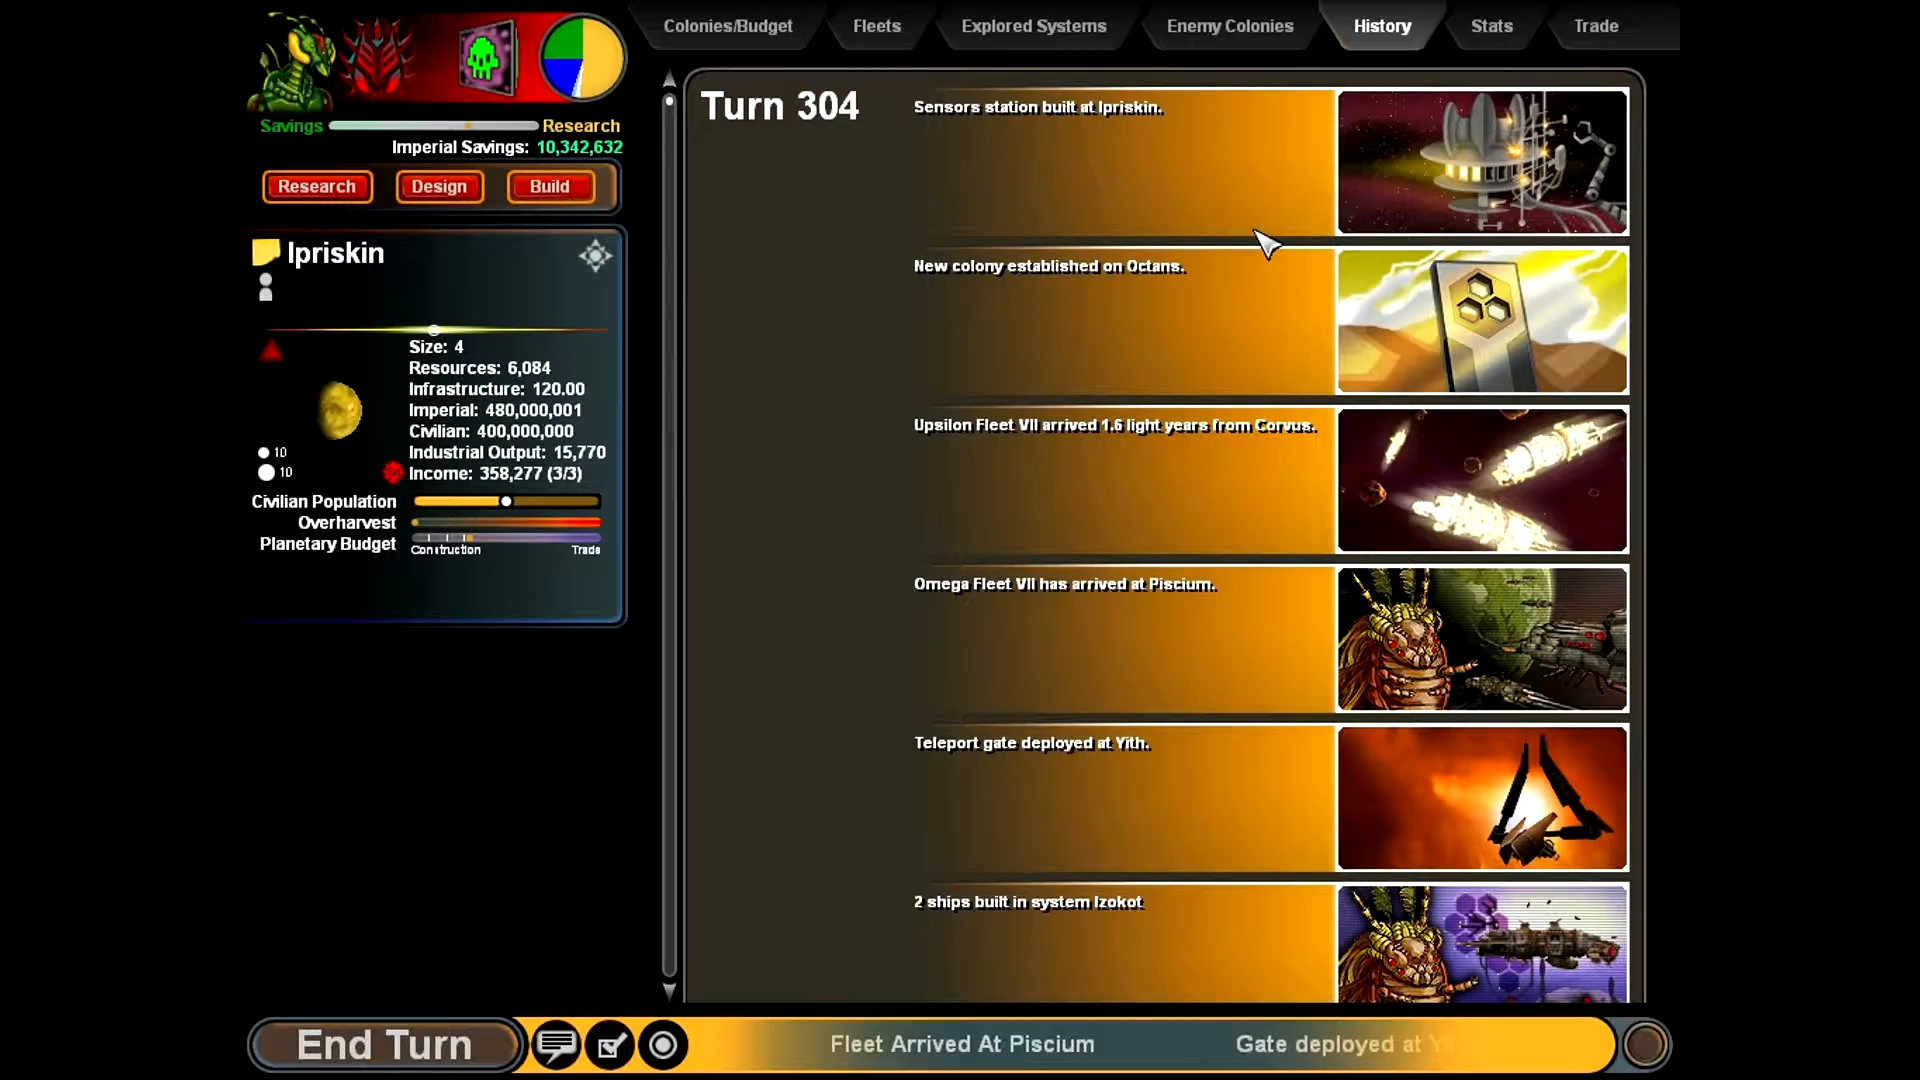 Colonies/Budget
Fleets
Explored Systems
Enemy Colonies
History
Stats
Trade
Savings
Research
Imperial Savings: 10,342,632
Research
Design
Build
Ipriskin
Size: 4
Resources: 6,084
Infrastructure: 120.00
Imperial: 480,000,001
Civilian: 400,000,000
Industrial Output: 15,770
Income: 358,277 (3/3)
10
10
Civilian Population
Overharvest
Planetary Budget
Construction
Trade
Turn 304
Sensors station built at Ipriskin.
New colony established on Octans.
Upsilon Fleet VII arrived 1.6 light years from Corvus.
Omega Fleet VII has arrived at Piscium.
Teleport gate deployed at Yith.
2 ships built in system Izokot
End Turn
Fleet Arrived At Piscium
Gate deployed at